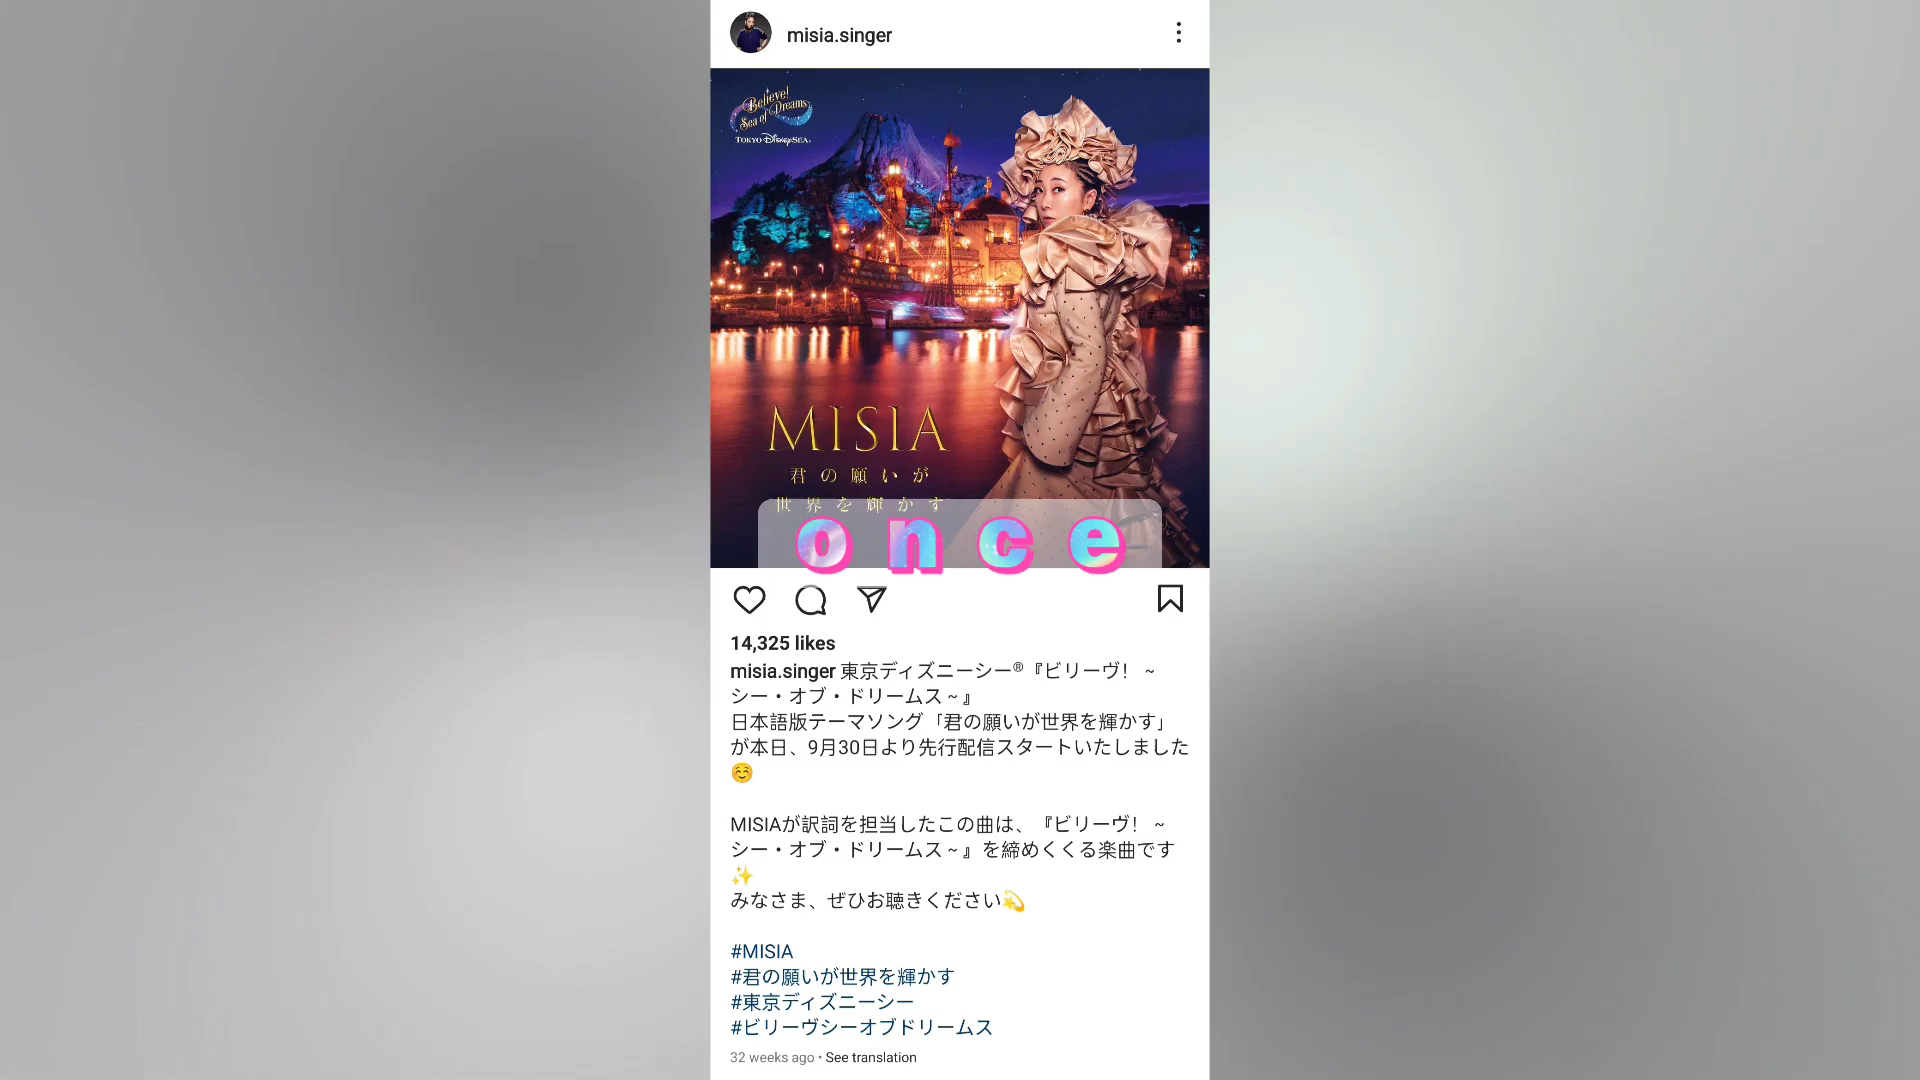 misia.singer
Believe!
Sea of Dreams
TOKYO DisneySEA®
MISIA
君の願いが
世界を輝かす
once
14,325 likes
misia.singer 東京ディズニーシー®『ビリーヴ！~
シー・オブ・ドリームス~』
日本語版テーマソング「君の願いが世界を輝かす」
が本日、9月30日より先行配信スタートいたしました
☺️
MISIAが訳詞を担当したこの曲は、『ビリーヴ！~
シー・オブ・ドリームス~』を締めくくる楽曲です
✨
みなさま、ぜひお聴きください💫
#MISIA
#君の願いが世界を輝かす
#東京ディズニーシー
#ビリーヴシーオブドリームス
32 weeks ago • See translation